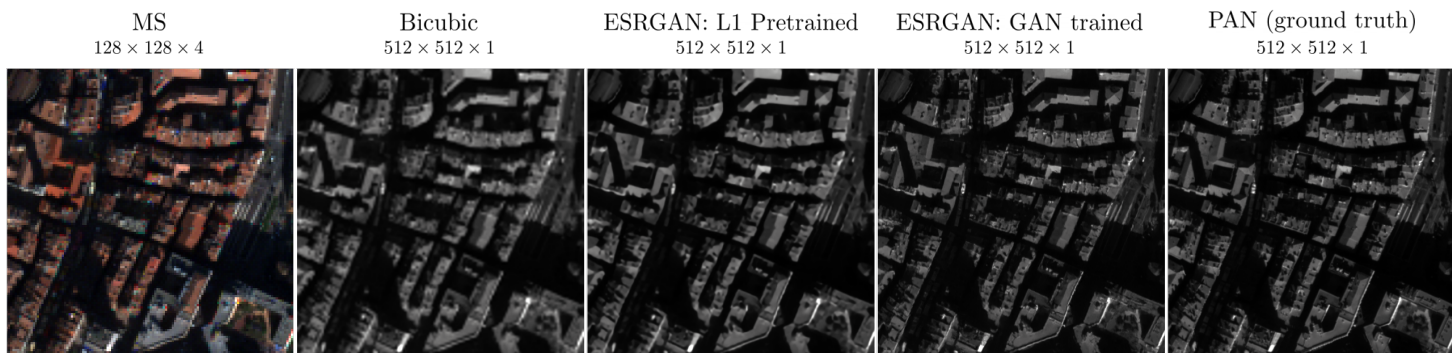 MS
128 × 128 × 4
Bicubic
512 × 512 × 1
ESRGAN: L1 Pretrained
512 × 512 × 1
ESRGAN: GAN trained
512 × 512 × 1
PAN (ground truth)
512 × 512 × 1